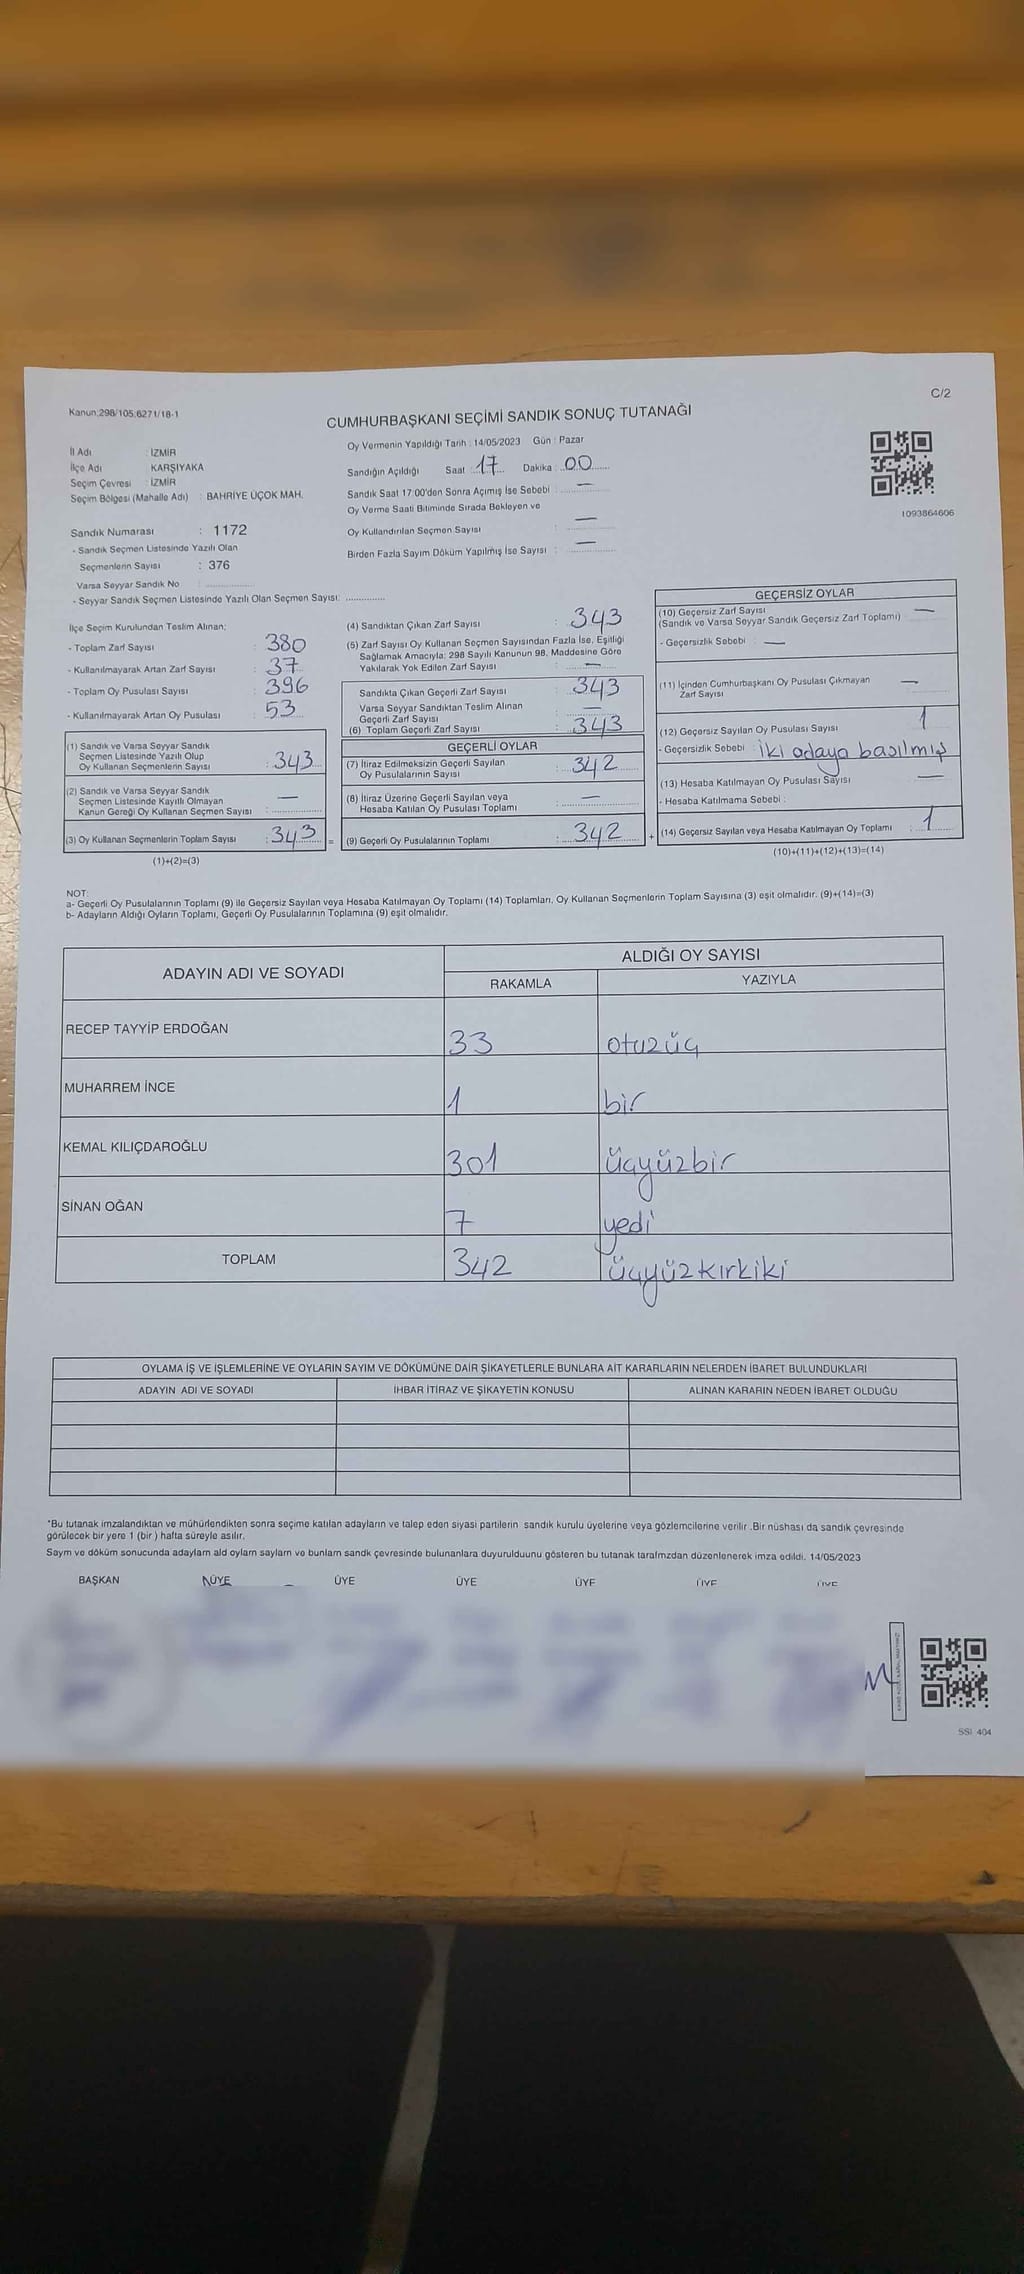 C/2
Kanun:298/105;6271/18-1
CUMHURBAŞKANI SEÇİMİ SANDIK SONUÇ TUTANAĞI
İl Adı : İZMİR
İlçe Adı : KARŞIYAKA
Seçim Çevresi : İZMİR
Seçim Bölgesi (Mahalle Adı) : BAHRİYE ÜÇOK MAH.
Sandık Numarası : 1172
- Sandık Seçmen Listesinde Yazılı Olan
Seçmenlerin Sayısı : 376
Varsa Seyyar Sandık No :
- Seyyar Sandık Seçmen Listesinde Yazılı Olan Seçmen Sayısı:
Oy Vermenin Yapıldığı Tarih : 14/05/2023 Gün : Pazar
Sandığın Açıldığı Saat : 17 Dakika : 00
Sandık Saat 17:00'den Sonra Açımış İse Sebebi : —
Oy Verme Saati Bitiminde Sırada Bekleyen ve
Oy Kullandırılan Seçmen Sayısı : —
Birden Fazla Sayım Döküm Yapılmış İse Sayısı : —
1093864606
İlçe Seçim Kurulundan Teslim Alınan;
- Toplam Zarf Sayısı : 380
- Kullanılmayarak Artan Zarf Sayısı : 37
- Toplam Oy Pusulası Sayısı : 396
- Kullanılmayarak Artan Oy Pusulası : 53
(1) Sandık ve Varsa Seyyar Sandık
Seçmen Listesinde Yazılı Olup
Oy Kullanan Seçmenlerin Sayısı : 343
(2) Sandık ve Varsa Seyyar Sandık
Seçmen Listesinde Kayıtlı Olmayan
Kanun Gereği Oy Kullanan Seçmen Sayısı : —
(3) Oy Kullanan Seçmenlerin Toplam Sayısı : 343 =
(1)+(2)=(3)
(4) Sandıktan Çıkan Zarf Sayısı : 343
(5) Zarf Sayısı Oy Kullanan Seçmen Sayısından Fazla İse, Eşitliği
Sağlamak Amacıyla; 298 Sayılı Kanunun 98. Maddesine Göre
Yakılarak Yok Edilen Zarf Sayısı : —
Sandıkta Çıkan Geçerli Zarf Sayısı : 343
Varsa Seyyar Sandıktan Teslim Alınan
Geçerli Zarf Sayısı : —
(6) Toplam Geçerli Zarf Sayısı : 343
GEÇERLİ OYLAR
(7) İtiraz Edilmeksizin Geçerli Sayılan
Oy Pusulalarının Sayısı : 342
(8) İtiraz Üzerine Geçerli Sayılan veya
Hesaba Katılan Oy Pusulası Toplamı : —
(9) Geçerli Oy Pusulalarının Toplamı : 342 +
GEÇERSİZ OYLAR
(10) Geçersiz Zarf Sayısı
(Sandık ve Varsa Seyyar Sandık Geçersiz Zarf Toplamı) : —
- Geçersizlik Sebebi : —
(11) İçinden Cumhurbaşkanı Oy Pusulası Çıkmayan
Zarf Sayısı : —
(12) Geçersiz Sayılan Oy Pusulası Sayısı : 1
- Geçersizlik Sebebi : İki adaya basılmış
(13) Hesaba Katılmayan Oy Pusulası Sayısı : —
- Hesaba Katılmama Sebebi :
(14) Geçersiz Sayılan veya Hesaba Katılmayan Oy Toplamı : 1
(10)+(11)+(12)+(13)=(14)
NOT:
a- Geçerli Oy Pusulalarının Toplamı (9) ile Geçersiz Sayılan veya Hesaba Katılmayan Oy Toplamı (14) Toplamları, Oy Kullanan Seçmenlerin Toplam Sayısına (3) eşit olmalıdır. (9)+(14)=(3)
b- Adayların Aldığı Oyların Toplamı, Geçerli Oy Pusulalarının Toplamına (9) eşit olmalıdır.
ADAYIN ADI VE SOYADI
ALDIĞI OY SAYISI
RAKAMLA YAZIYLA
RECEP TAYYİP ERDOĞAN 33 otuzüç
MUHARREM İNCE 1 bir
KEMAL KILIÇDAROĞLU 301 üçyüzbir
SİNAN OĞAN 7 yedi
TOPLAM 342 üçyüzkırkiki
OYLAMA İŞ VE İŞLEMLERİNE VE OYLARIN SAYIM VE DÖKÜMÜNE DAİR ŞİKAYETLERLE BUNLARA AİT KARARLARIN NELERDEN İBARET BULUNDUKLARI
ADAYIN ADI VE SOYADI İHBAR İTİRAZ VE ŞİKAYETİN KONUSU ALINAN KARARIN NEDEN İBARET OLDUĞU
*Bu tutanak imzalandıktan ve mühürlendikten sonra seçime katılan adayların ve talep eden siyasi partilerin sandık kurulu üyelerine veya gözlemcilerine verilir .Bir nüshası da sandık çevresinde
görülecek bir yere 1 (bir ) hafta süreyle asılır.
Saym ve döküm sonucunda adaylarn ald oylarn saylarn ve bunlarn sandk çevresinde bulunanlara duyurulduunu gösteren bu tutanak tarafmzdan düzenlenerek imza edildi. 14/05/2023
BAŞKAN ÜYE ÜYE ÜYE ÜYE ÜYE ÜYE
SSI 404